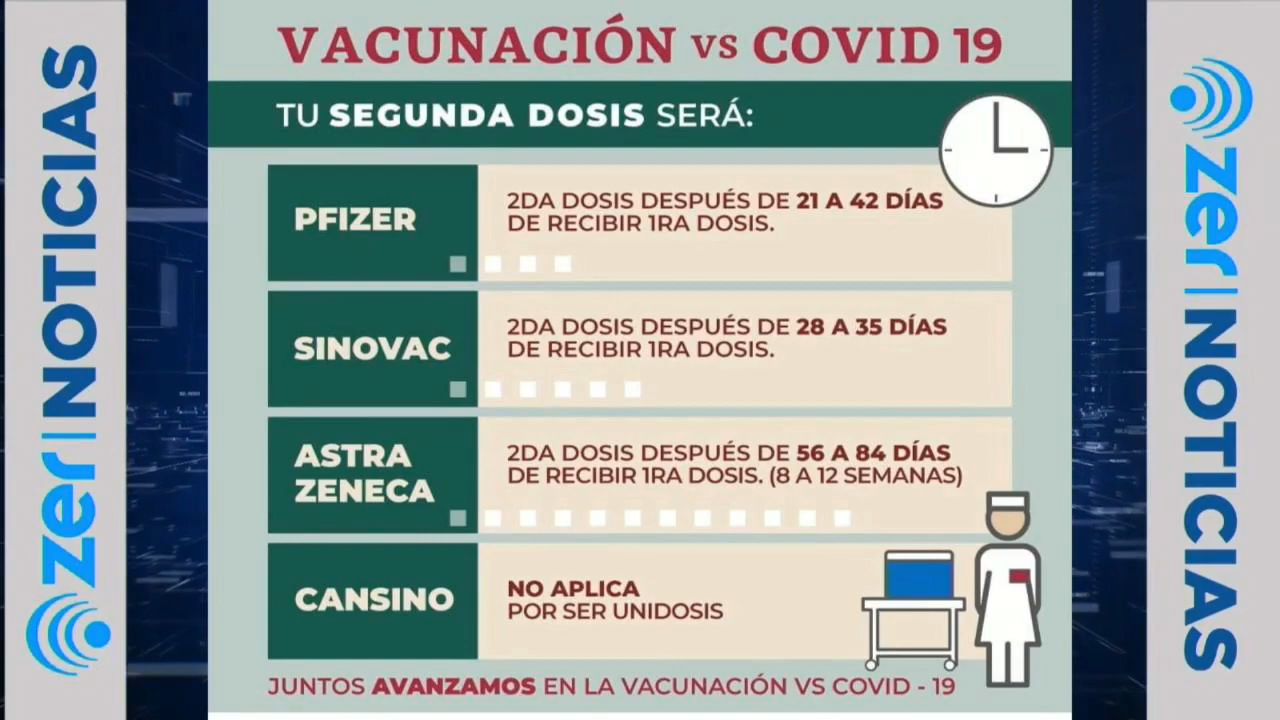 VACUNACIÓN vs COVID 19
TU SEGUNDA DOSIS SERÁ:
PFIZER
2DA DOSIS DESPUÉS DE 21 A 42 DÍAS
DE RECIBIR 1RA DOSIS.
SINOVAC
2DA DOSIS DESPUÉS DE 28 A 35 DÍAS
DE RECIBIR 1RA DOSIS.
ASTRA
ZENECA
2DA DOSIS DESPUÉS DE 56 A 84 DÍAS
DE RECIBIR 1RA DOSIS. (8 A 12 SEMANAS)
CANSINO
NO APLICA
POR SER UNIDOSIS
JUNTOS AVANZAMOS EN LA VACUNACIÓN VS COVID - 19
zer | NOTICIAS
zer | NOTICIAS